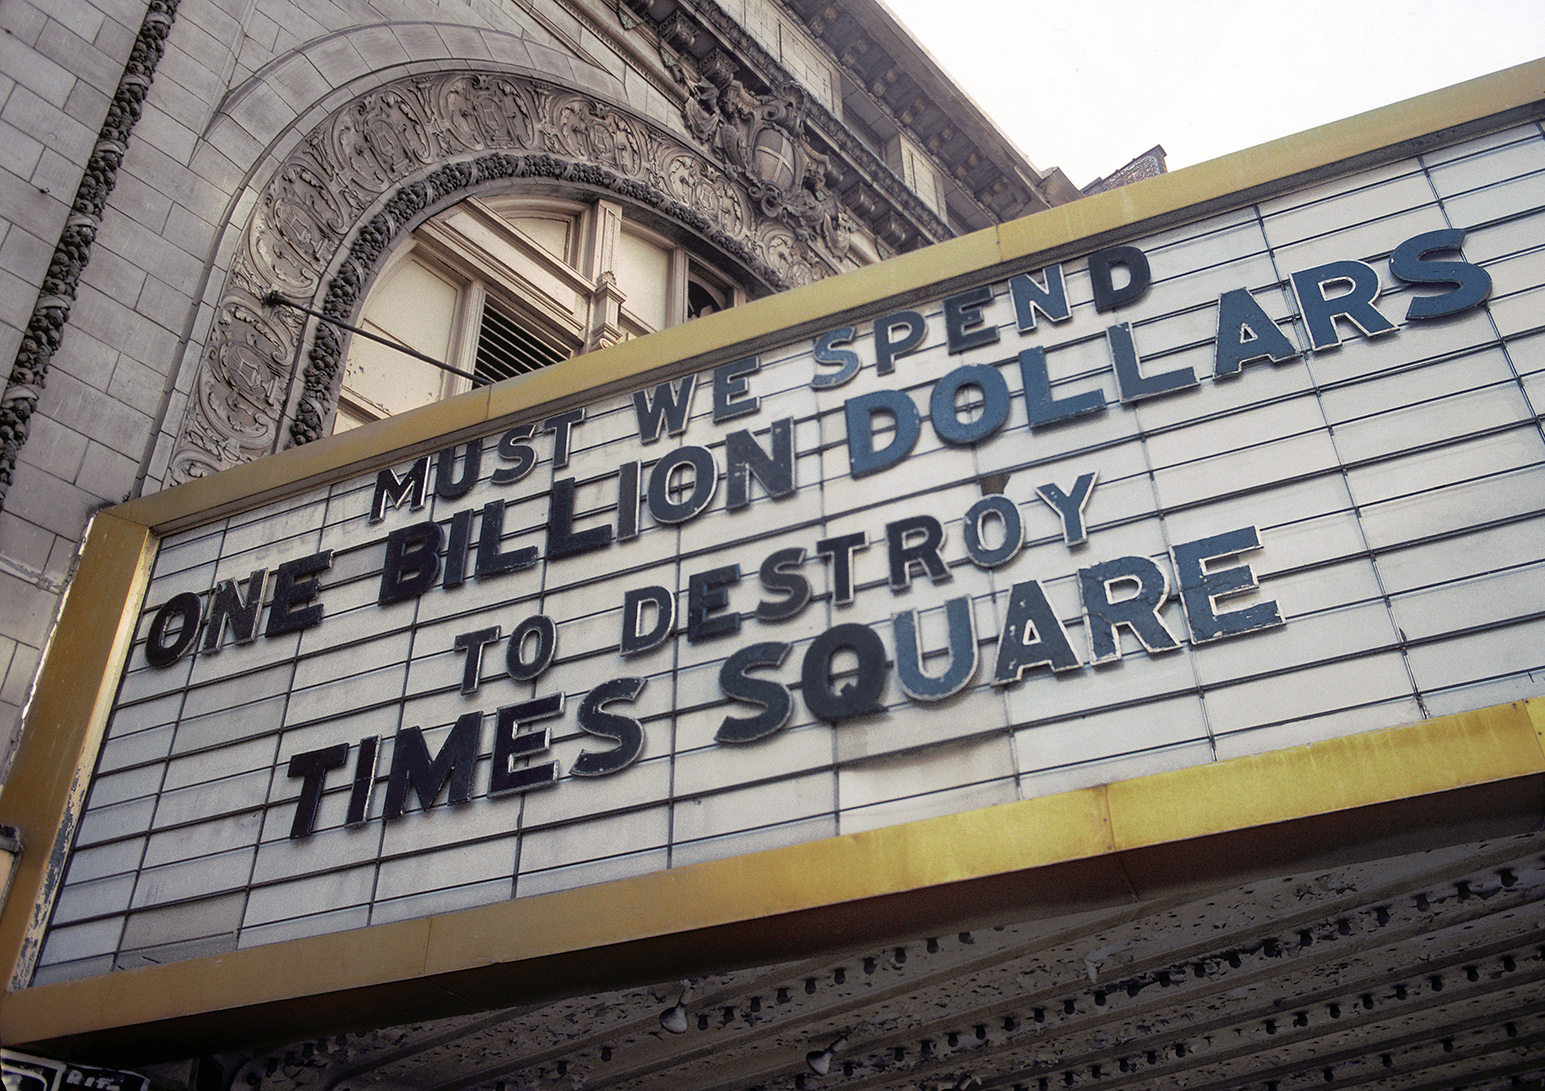 MUST WE SPEND
ONE BILLION DOLLARS
TO DESTROY
TIMES SQUARE